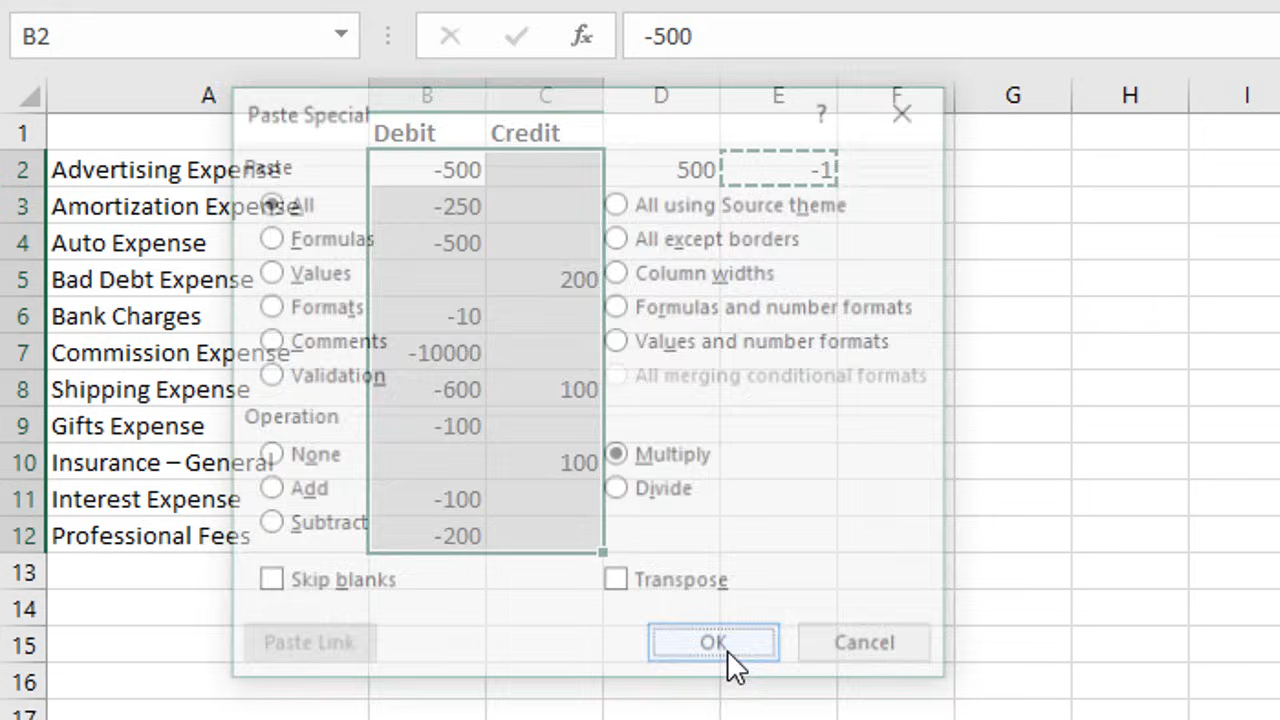 B2 fx -500
A B C D E F G H I
Paste Special ? 
1 Debit Credit
Paste
2 Advertising Expense -500 500 -1
3 Amortization Expense -250
All All using Source theme
4 Auto Expense -500
Formulas All except borders
5 Bad Debt Expense 200
Values Column widths
6 Bank Charges -10
Formats Formulas and number formats
7 Commission Expense -10000
Comments Values and number formats
8 Shipping Expense -600 100
Validation All merging conditional formats
9 Gifts Expense -100
Operation
10 Insurance – General 100
None Multiply
11 Interest Expense -100
Add Divide
12 Professional Fees -200
Subtract
13
Skip blanks Transpose
14
15
Paste Link OK Cancel
16
17